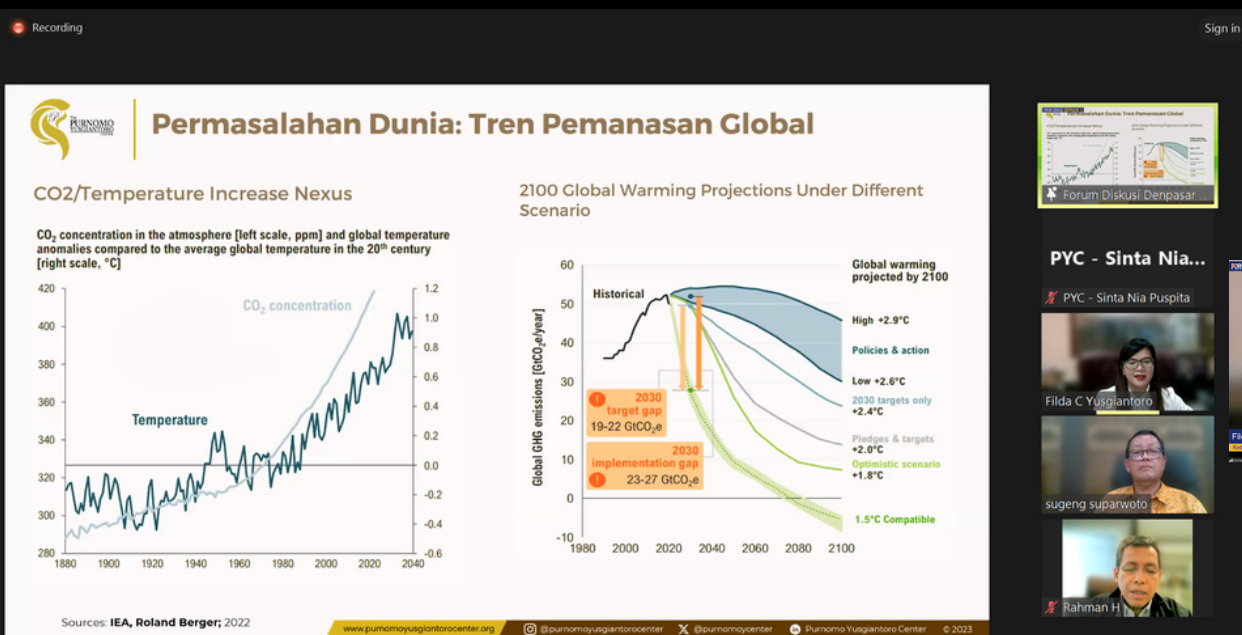 Recording
Sign in
PURNOMO
YUSGIANTORO
Permasalahan Dunia: Tren Pemanasan Global
CO2/Temperature Increase Nexus
CO₂ concentration in the atmosphere [left scale, ppm] and global temperature
anomalies compared to the average global temperature in the 20th century
[right scale, °C]
420
400
380
360
340
320
300
280
1.2
1.0
0.8
0.6
0.4
0.2
0.0
-0.2
-0.4
-0.6
CO₂ concentration
Temperature
1880 1900 1920 1940 1960 1980 2000 2020 2040
2100 Global Warming Projections Under Different
Scenario
Global GHG emissions [GtCO₂e/year]
60
50
40
30
20
10
0
-10
Historical
2030
target gap
19-22 GtCO₂e
2030
implementation gap
23-27 GtCO₂e
1980 2000 2020 2040 2060 2080 2100
Global warming
projected by 2100
High +2.9°C
Policies & action
Low +2.6°C
2030 targets only
+2.4°C
Pledges & targets
+2.0°C
Optimistic scenario
+1.8°C
1.5°C Compatible
Sources: IEA, Roland Berger; 2022
www.purnomoyusgiantorocenter.org @purnomoyusgiantorocenter @purnomoycenter Purnomo Yusgiantoro Center © 2023
Permasalahan Dunia: Tren Pemanasan Global
Forum Diskusi Denpasar ...
PYC - Sinta Nia...
PYC - Sinta Nia Puspita
Filda C Yusgiantoro
sugeng suparwoto
Rahman H